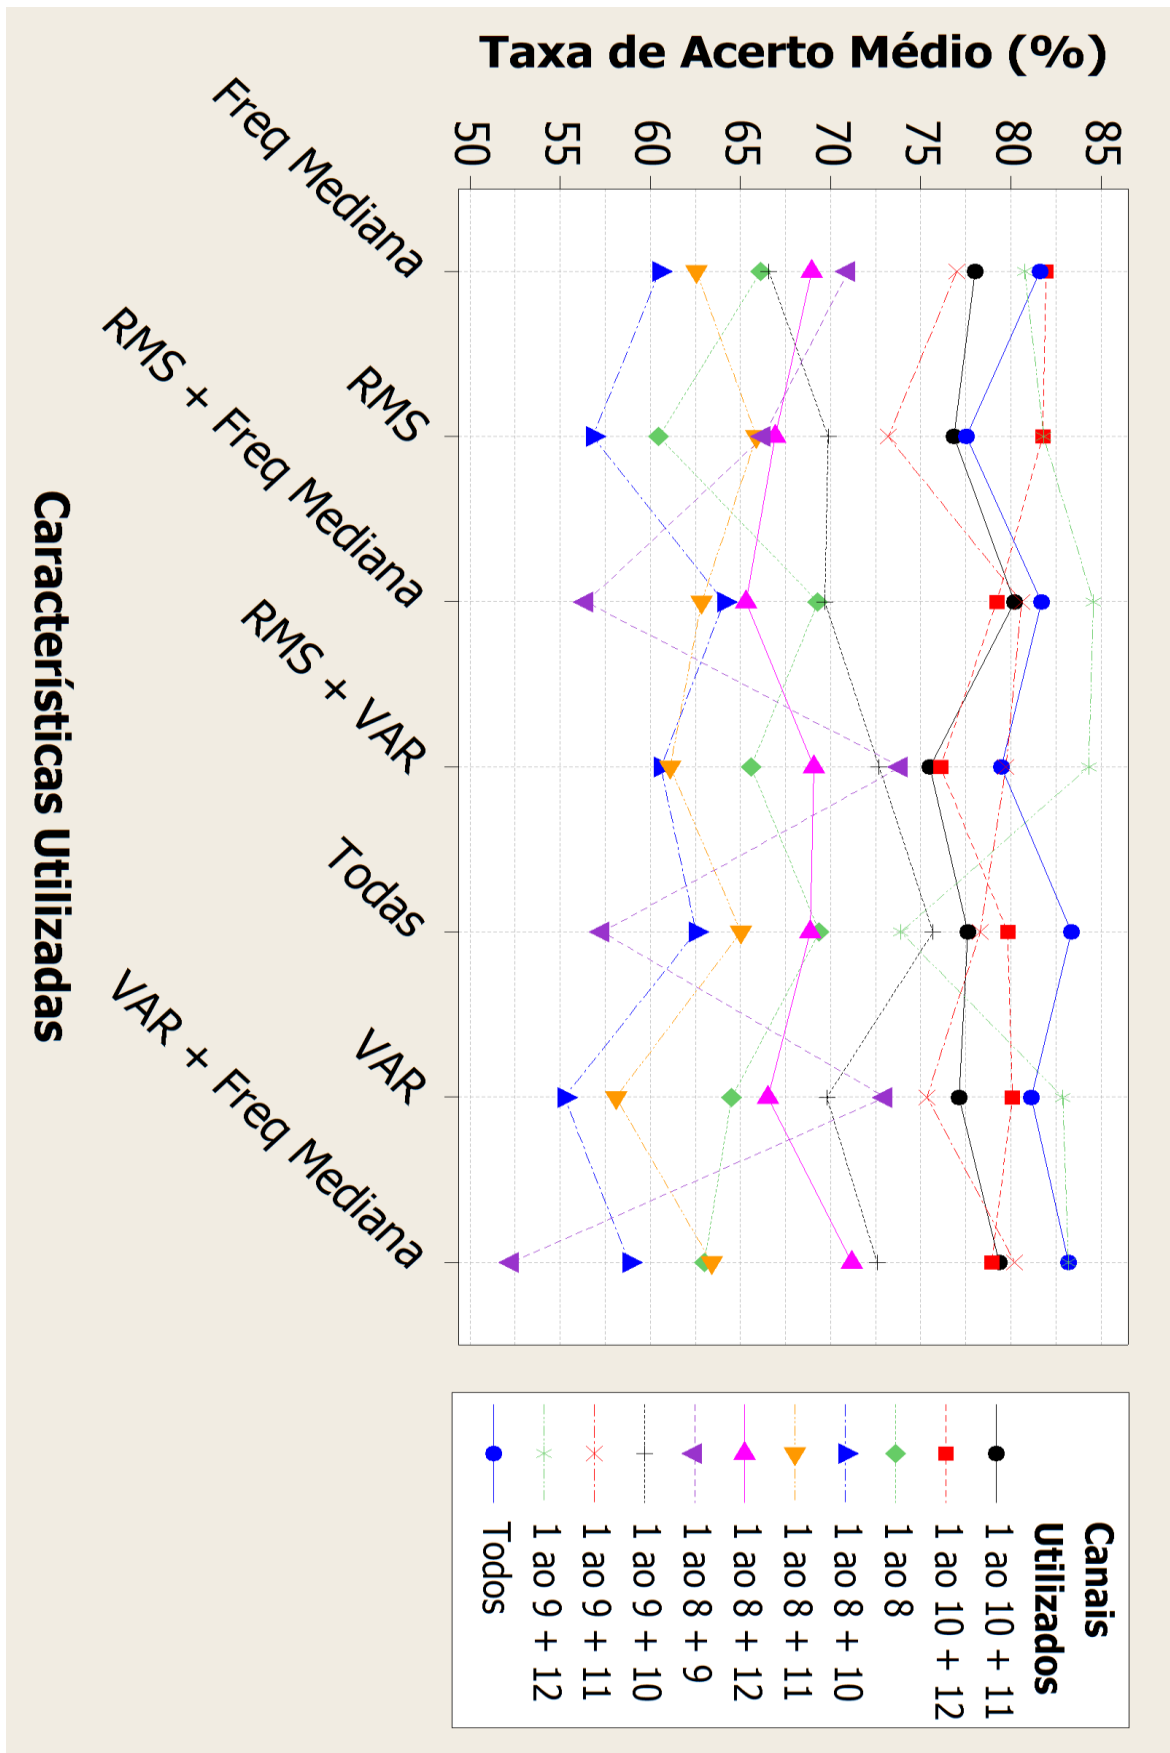 Taxa de Acerto Médio (%)
85
80
75
70
65
60
55
50
Freq Mediana
RMS
RMS + Freq Mediana
RMS + VAR
Todas
VAR
VAR + Freq Mediana
Características Utilizadas
Canais
Utilizados
1 ao 10 + 11
1 ao 10 + 12
1 ao 8
1 ao 8 + 10
1 ao 8 + 11
1 ao 8 + 12
1 ao 8 + 9
1 ao 9 + 10
1 ao 9 + 11
1 ao 9 + 12
Todos